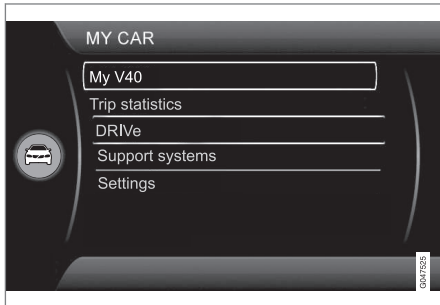 MY CAR
My V40
Trip statistics
DRIVe
Support systems
Settings
G047525